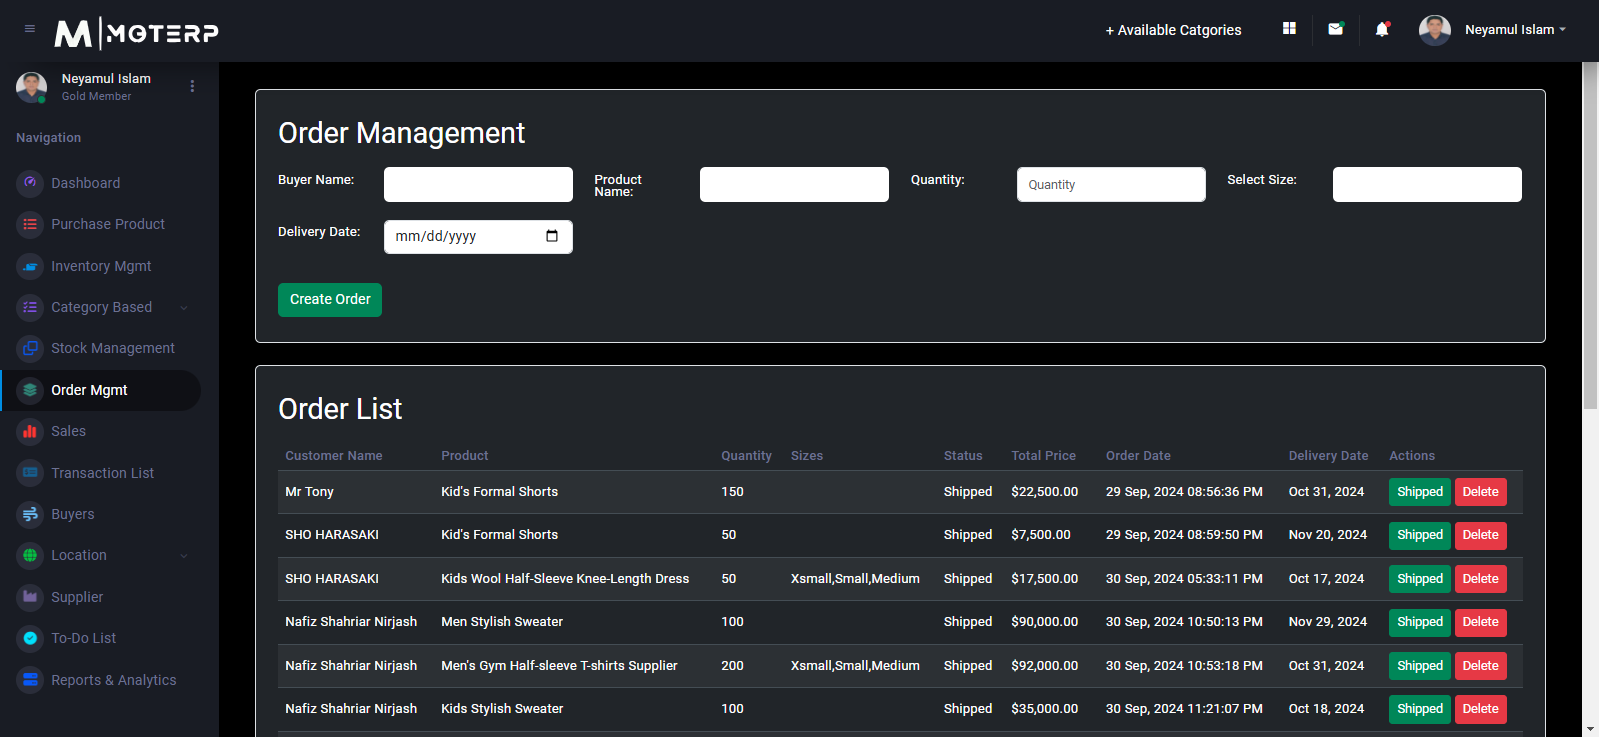 M|MOTERP
+ Available Catgories
Neyamul Islam
Neyamul Islam
Gold Member
Navigation
Dashboard
Purchase Product
Inventory Mgmt
Category Based
Stock Management
Order Mgmt
Sales
Transaction List
Buyers
Location
Supplier
To-Do List
Reports & Analytics
Order Management
Buyer Name:
Product
Name:
Quantity:
Quantity
Select Size:
Delivery Date:
mm/dd/yyyy
Create Order
Order List
Customer Name Product Quantity Sizes Status Total Price Order Date Delivery Date Actions
Mr Tony Kid's Formal Shorts 150 Shipped $22,500.00 29 Sep, 2024 08:56:36 PM Oct 31, 2024 Shipped Delete
SHO HARASAKI Kid's Formal Shorts 50 Shipped $7,500.00 29 Sep, 2024 08:59:50 PM Nov 20, 2024 Shipped Delete
SHO HARASAKI Kids Wool Half-Sleeve Knee-Length Dress 50 Xsmall,Small,Medium Shipped $17,500.00 30 Sep, 2024 05:33:11 PM Oct 17, 2024 Shipped Delete
Nafiz Shahriar Nirjash Men Stylish Sweater 100 Shipped $90,000.00 30 Sep, 2024 10:50:13 PM Nov 29, 2024 Shipped Delete
Nafiz Shahriar Nirjash Men's Gym Half-sleeve T-shirts Supplier 200 Xsmall,Small,Medium Shipped $92,000.00 30 Sep, 2024 10:53:18 PM Oct 31, 2024 Shipped Delete
Nafiz Shahriar Nirjash Kids Stylish Sweater 100 Shipped $35,000.00 30 Sep, 2024 11:21:07 PM Oct 18, 2024 Shipped Delete